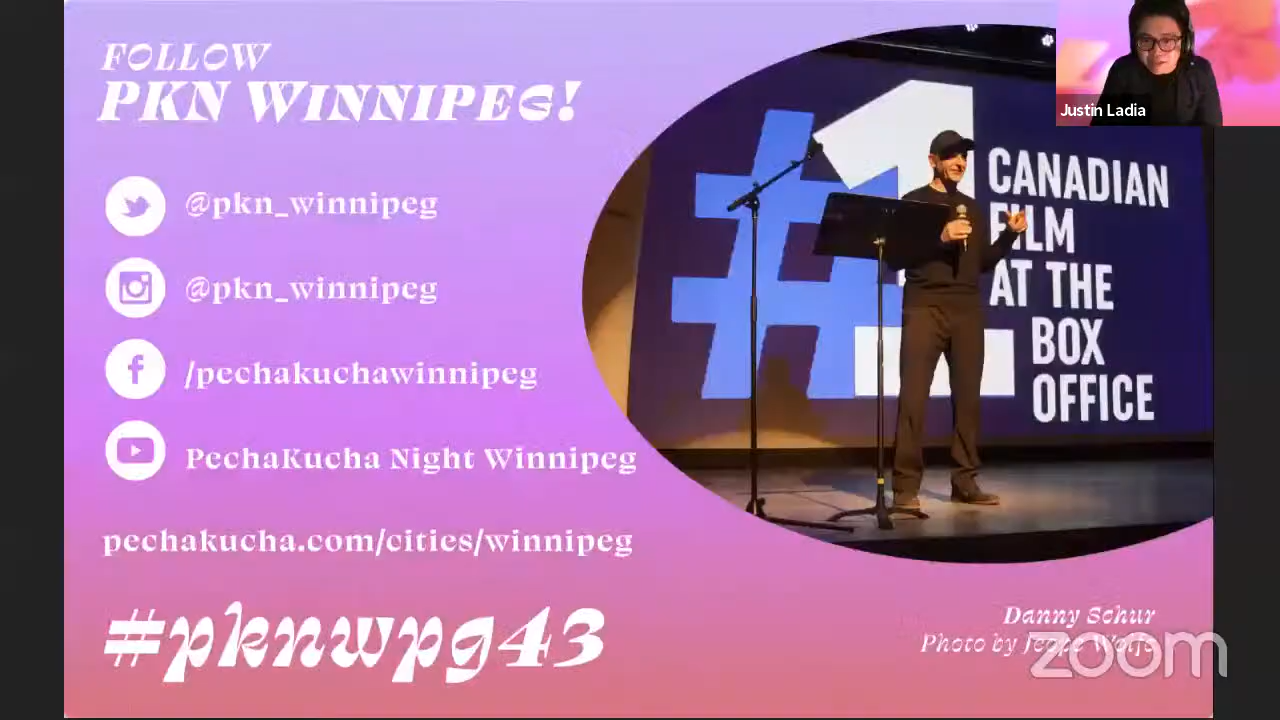 FOLLOW
PKN WINNIPEG!
@pkn_winnipeg
@pkn_winnipeg
/pechakuchawinnipeg
PechaKucha Night Winnipeg
pechakucha.com/cities/winnipeg
#pknwpg43
#1
CANADIAN
FILM
AT THE
BOX
OFFICE
Justin Ladia
Danny Schur
Photo by
zoom